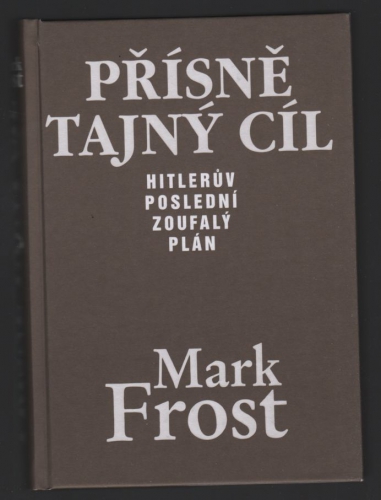 PŘÍSNĚ
TAJNÝ CÍL
HITLERŮV
POSLEDNÍ
ZOUFALÝ
PLÁN
Mark
Frost